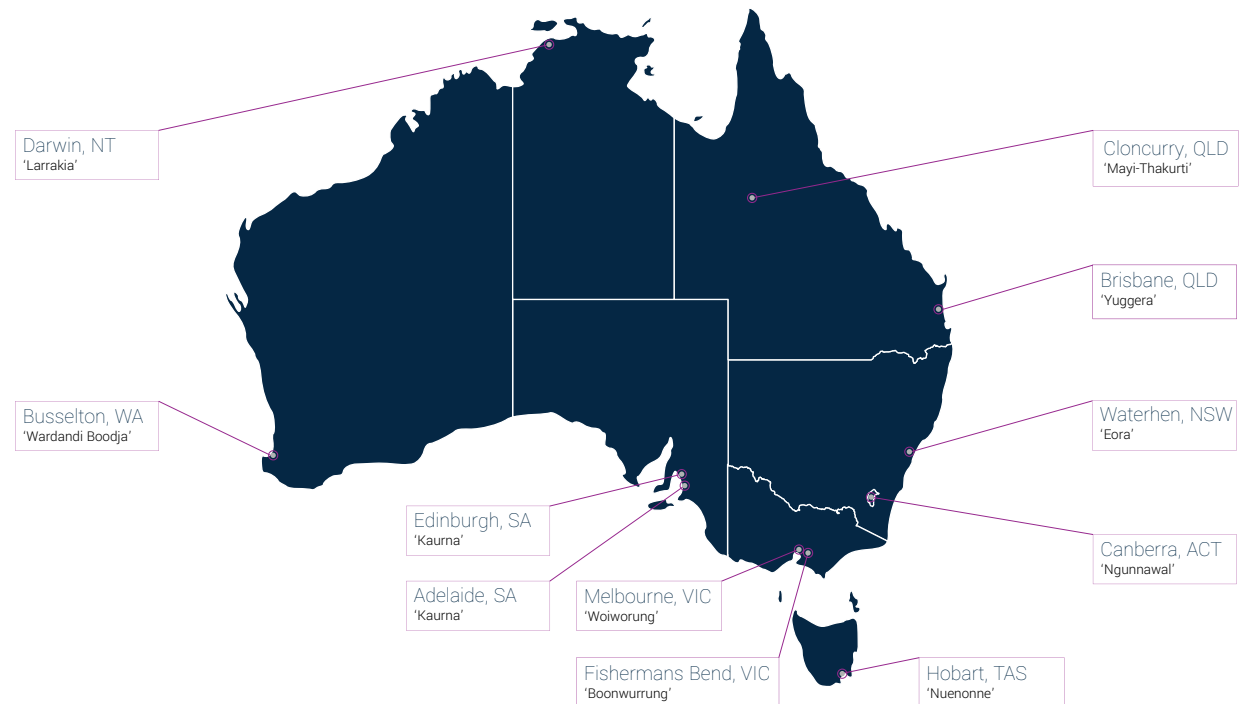 Darwin, NT
‘Larrakia’
Cloncurry, QLD
‘Mayi-Thakurti’
Brisbane, QLD
‘Yuggera’
Busselton, WA
‘Wardandi Boodja’
Waterhen, NSW
‘Eora’
Edinburgh, SA
‘Kaurna’
Canberra, ACT
‘Ngunnawal’
Adelaide, SA
‘Kaurna’
Melbourne, VIC
‘Woiworung’
Fishermans Bend, VIC
‘Boonwurrung’
Hobart, TAS
‘Nuenonne’